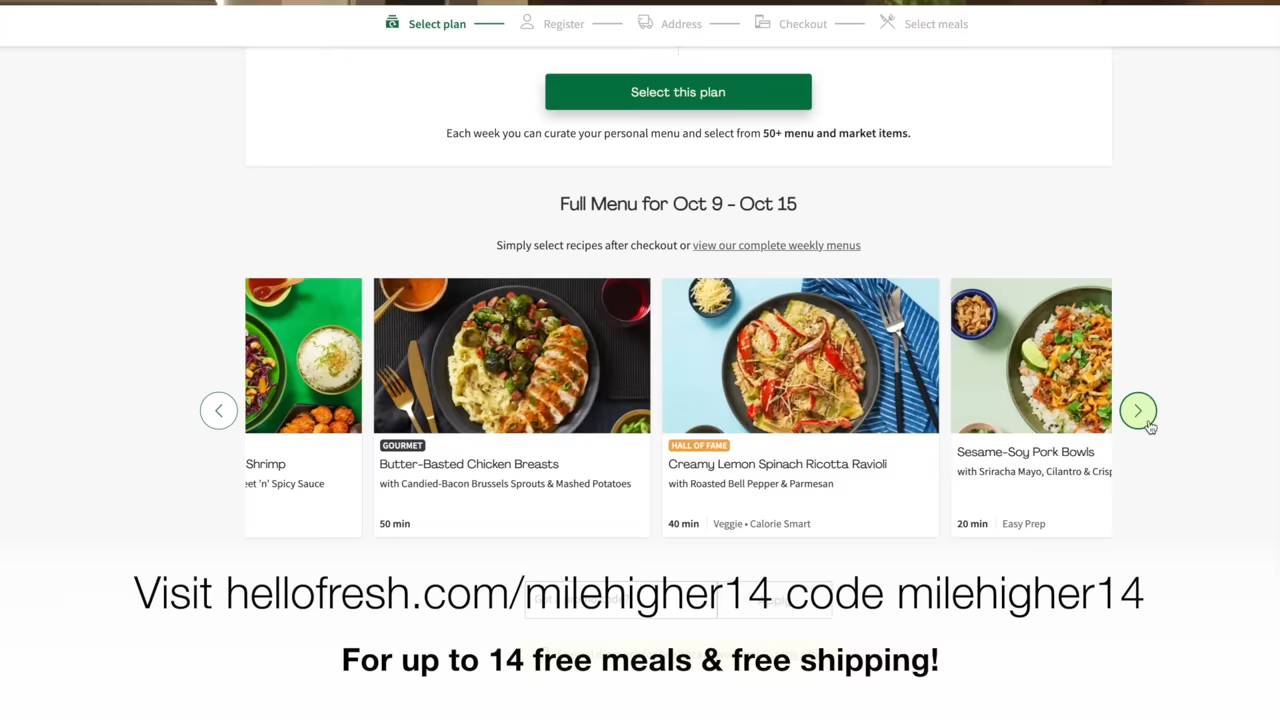 Select plan
Register
Address
Checkout
Select meals
Select this plan
Each week you can curate your personal menu and select from 50+ menu and market items.
Full Menu for Oct 9 - Oct 15
Simply select recipes after checkout or view our complete weekly menus
Shrimp
eet 'n' Spicy Sauce
GOURMET
Butter-Basted Chicken Breasts
with Candied-Bacon Brussels Sprouts & Mashed Potatoes
50 min
HALL OF FAME
Creamy Lemon Spinach Ricotta Ravioli
with Roasted Bell Pepper & Parmesan
40 min Veggie • Calorie Smart
Sesame-Soy Pork Bowls
with Sriracha Mayo, Cilantro & Crisp
20 min Easy Prep
Visit hellofresh.com/milehigher14 code milehigher14
For up to 14 free meals & free shipping!